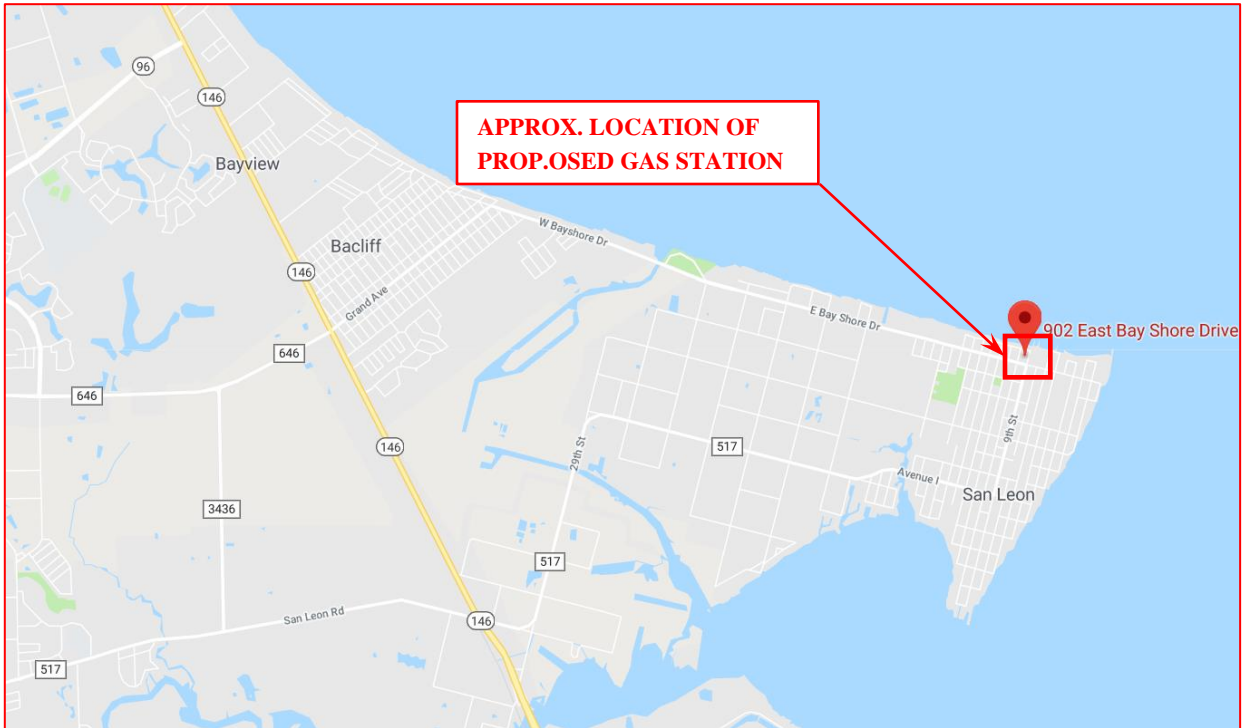 96
146
APPROX. LOCATION OF
PROP.OSED GAS STATION
Bayview
W Bayshore Dr
Bacliff
146
Grand Ave
E Bay Shore Dr
902 East Bay Shore Drive
646
646
146
29th St
517
9th St
Avenue I
San Leon
3436
517
San Leon Rd
146
517